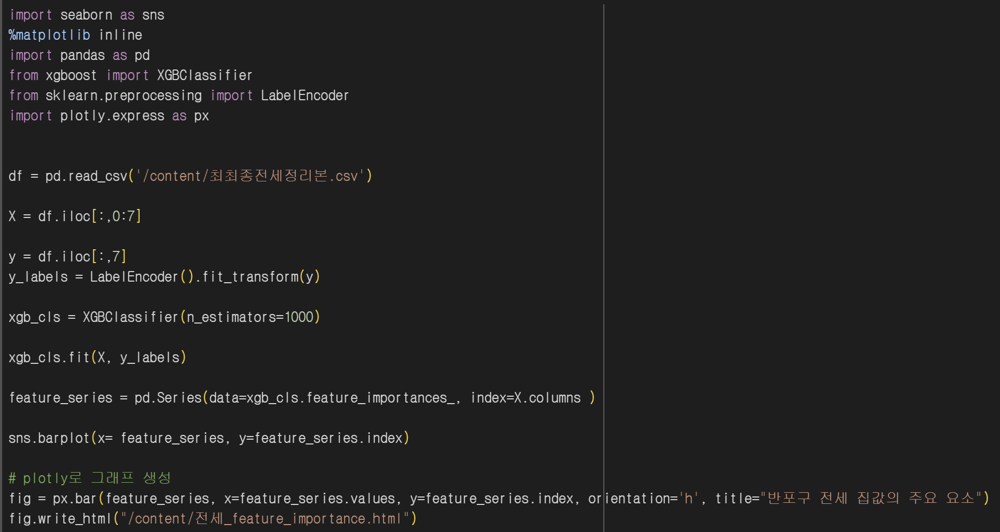 import seaborn as sns
%matplotlib inline
import pandas as pd
from xgboost import XGBClassifier
from sklearn.preprocessing import LabelEncoder
import plotly.express as px
df = pd.read_csv('/content/최최종전세정리본.csv')
X = df.iloc[:,0:7]
y = df.iloc[:,7]
y_labels = LabelEncoder().fit_transform(y)
xgb_cls = XGBClassifier(n_estimators=1000)
xgb_cls.fit(X, y_labels)
feature_series = pd.Series(data=xgb_cls.feature_importances_, index=X.columns )
sns.barplot(x= feature_series, y=feature_series.index)
# plotly로 그래프 생성
fig = px.bar(feature_series, x=feature_series.values, y=feature_series.index, orientation='h', title="반포구 전세 집값의 주요 요소")
fig.write_html("/content/전세_feature_importance.html")